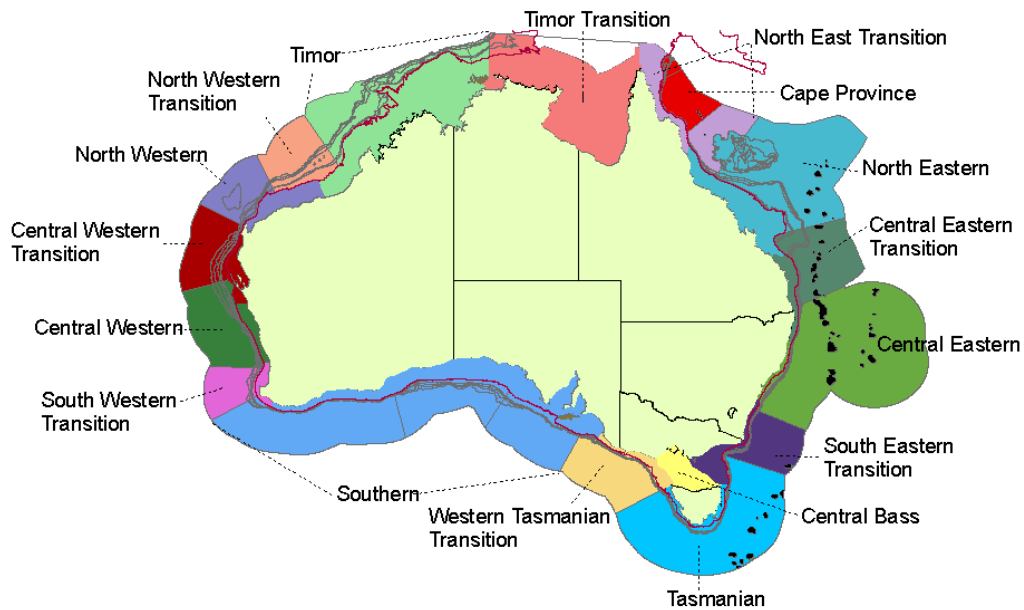 Timor Transition
Timor
North East Transition
North Western
Transition
Cape Province
North Western
North Eastern
Central Western
Transition
Central Eastern
Transition
Central Western
Central Eastern
South Western
Transition
South Eastern
Transition
Southern
Western Tasmanian
Transition
Central Bass
Tasmanian